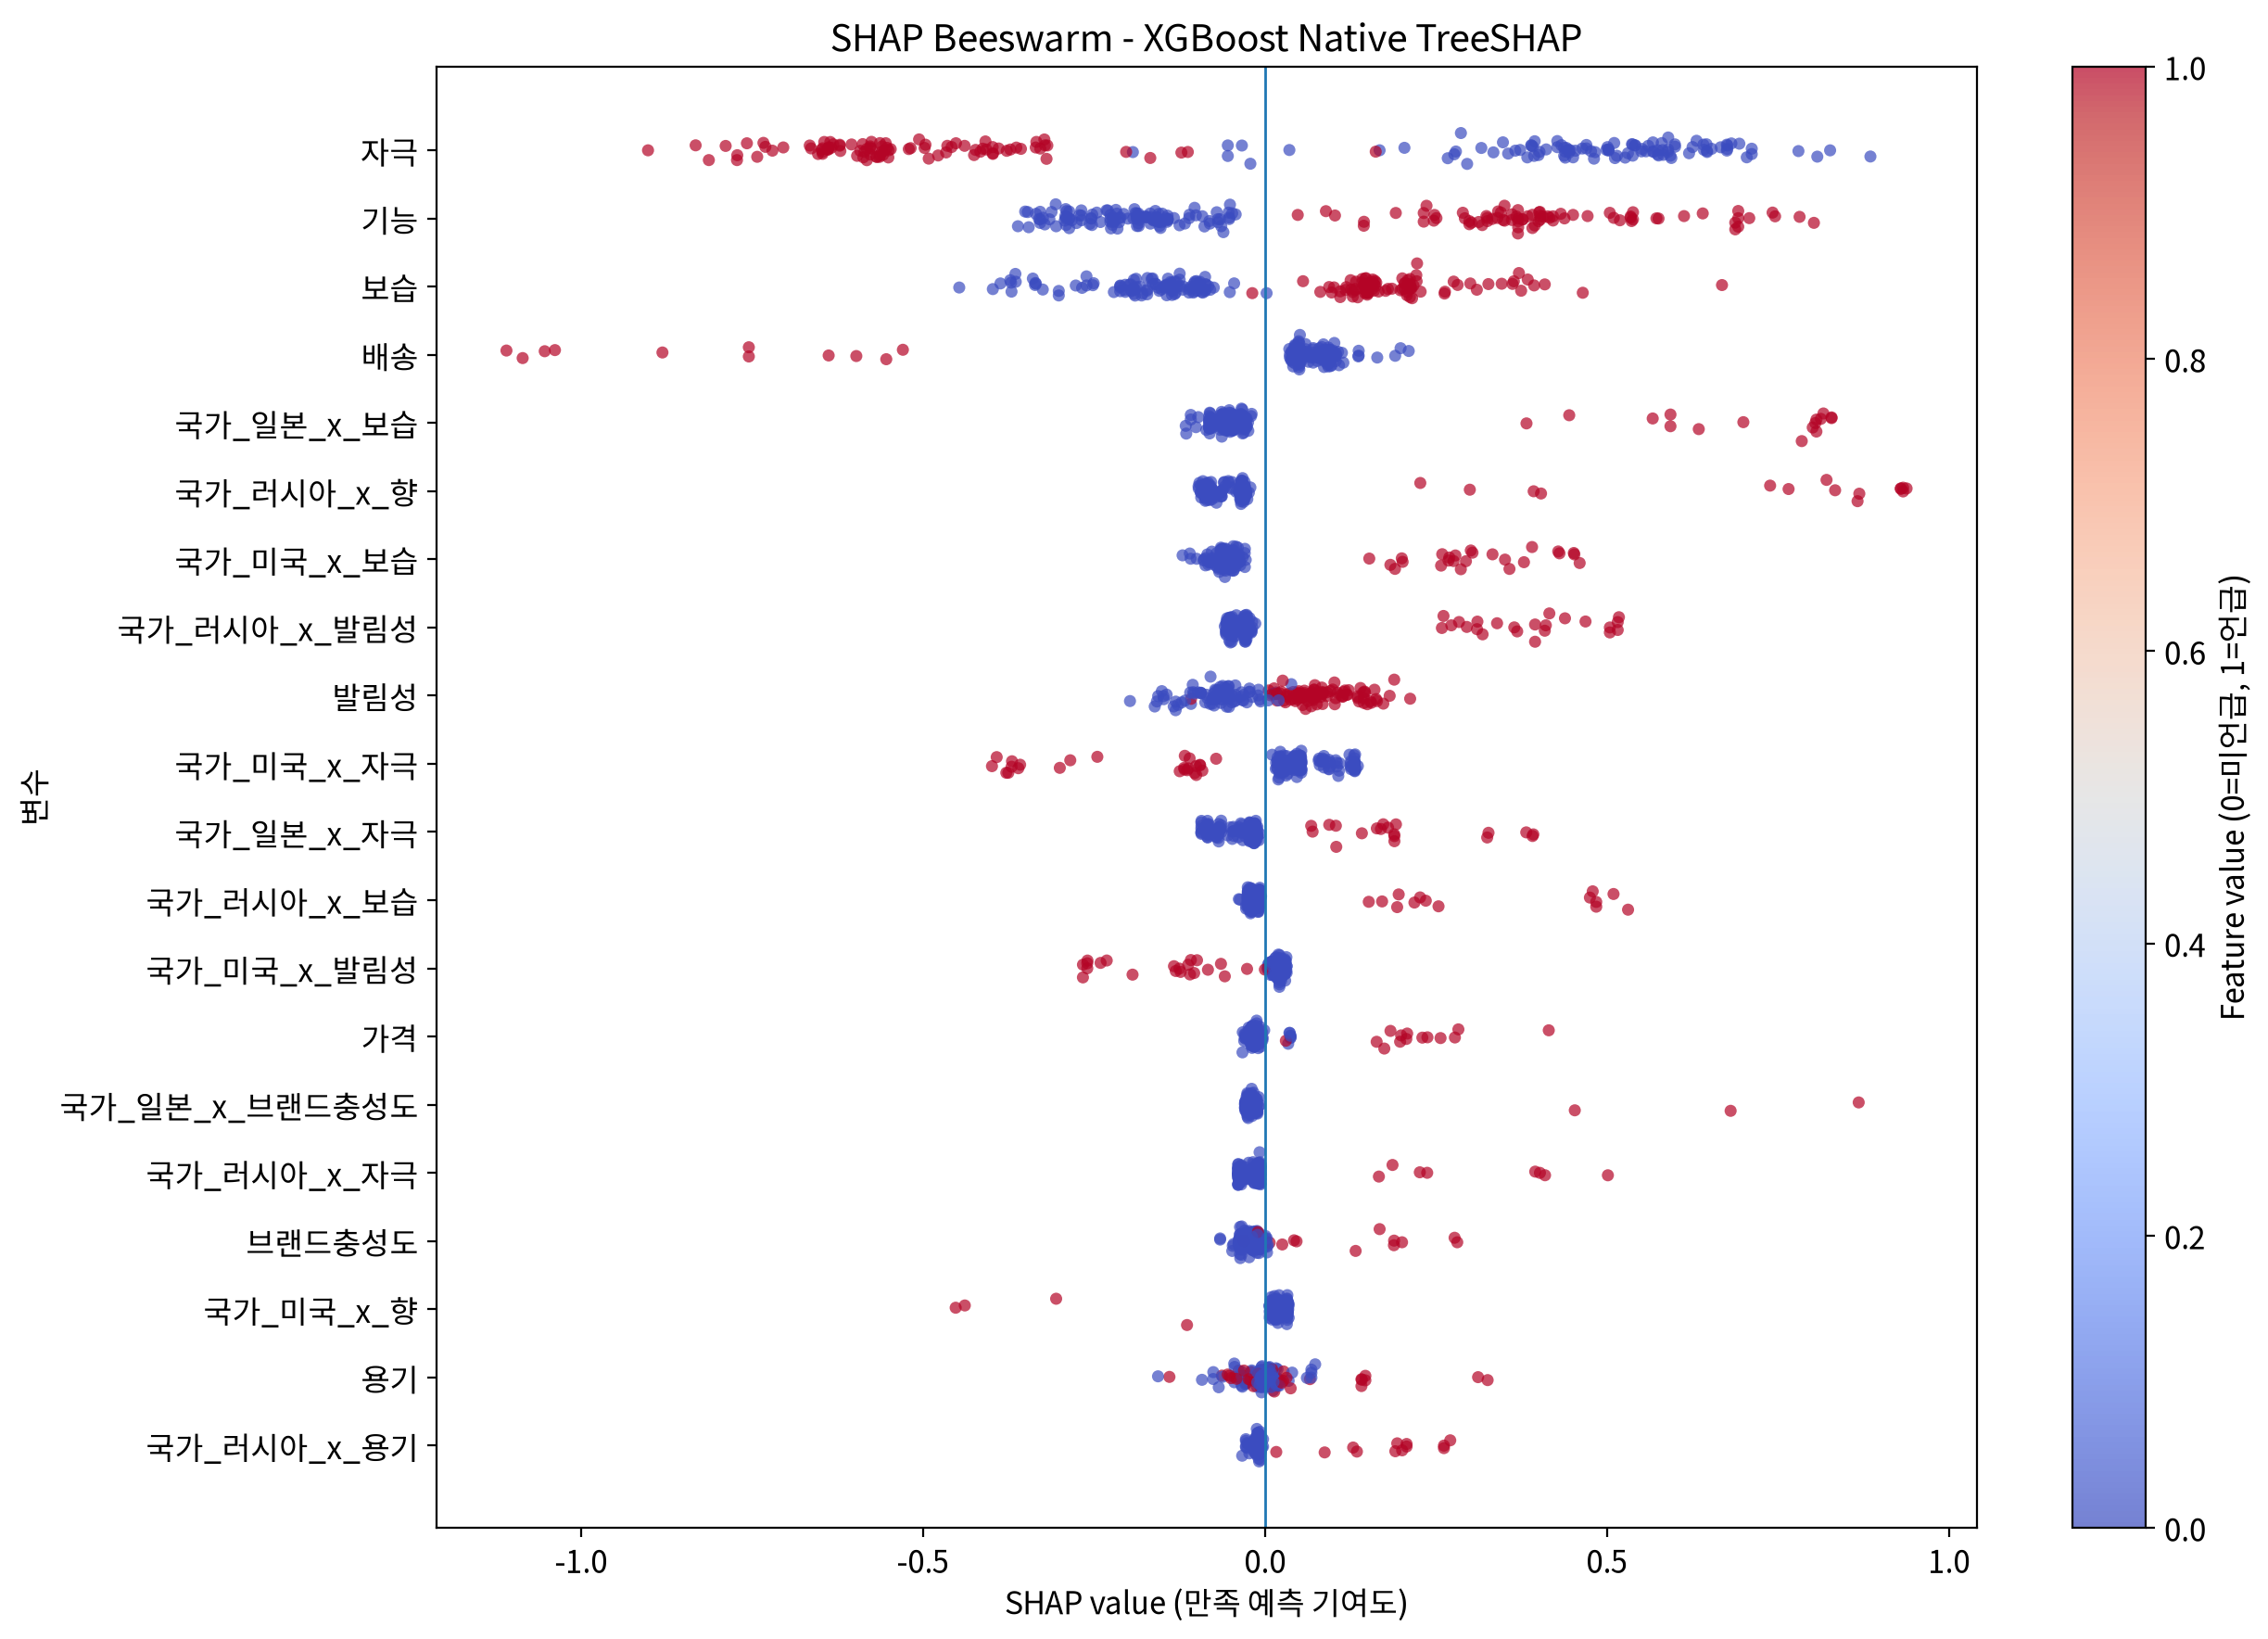 SHAP Beeswarm - XGBoost Native TreeSHAP
자극
기능
보습
배송
국가_일본_x_보습
국가_러시아_x_향
국가_미국_x_보습
국가_러시아_x_발림성
발림성
국가_미국_x_자극
국가_일본_x_자극
국가_러시아_x_보습
국가_미국_x_발림성
가격
국가_일본_x_브랜드충성도
국가_러시아_x_자극
브랜드충성도
국가_미국_x_향
용기
국가_러시아_x_용기
변수
-1.0
-0.5
0.0
0.5
1.0
SHAP value (만족 예측 기여도)
1.0
0.8
0.6
0.4
0.2
0.0
Feature value (0=미언급, 1=언급)